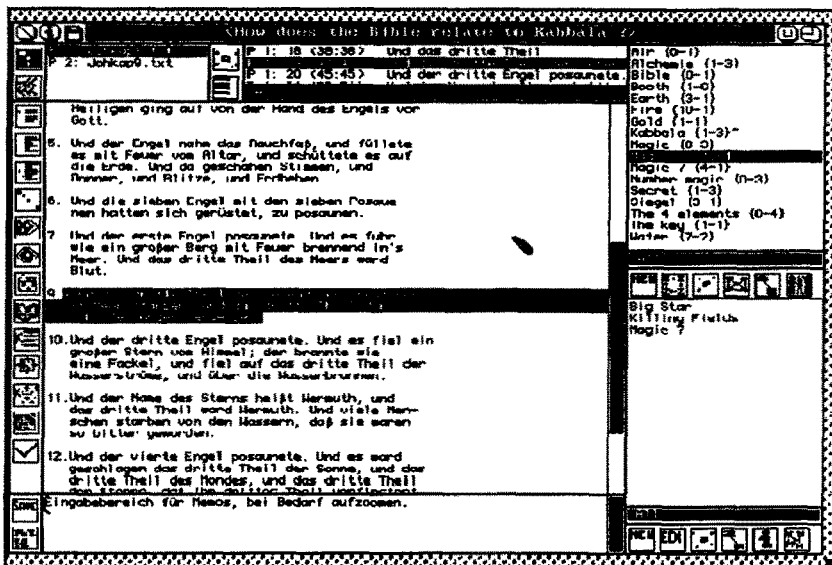 <How does the Bible relate to Kabbala ?>
P 2: Johkap9.txt
P 1: 18 (38:38) Und das dritte Theil
P 1: 20 (45:45) Und der dritte Engel posaunete.
Heiligen ging auf von der Hand des Engels vor
Gott.
5. Und der Engel nahm das Rauchfaß, und füllete
es mit Feuer vom Altar, und schüttete es auf
die Erde. Und da geschahen Stimmen, und
Donner, und Blitze, und Erdbeben
6. Und die sieben Engel mit den sieben Posau
nen hatten sich gerüstet, zu posaunen.
7 Und der erste Engel posaunete. Und es fuhr
wie ein großer Berg mit Feuer brennend in's
Meer. Und das dritte Theil des Meers ward
Blut.
9
10.Und der dritte Engel posaunete. Und es fiel ein
großer Stern vom Himmel; der brannte wie
eine Fackel, und fiel auf das dritte Theil der
Wasserströme, und über die Wasserbrunnen.
11.Und der Name des Sterns heißt Wermuth, und
das dritte Theil ward Wermuth. Und viele Men-
schen starben von den Wassern, daß sie waren
so bitter geworden.
12.Und der vierte Engel posaunete. Und es ward
geschlagen das dritte Theil der Sonne, und das
dritte Theil des Mondes, und das dritte Theil
Eingabebereich für Memos, bei Bedarf aufzoomen.
Air (0-1)
Alchemie (1-3)
Bible (0-1)
Booth (1-0)
Earth (3-1)
Fire (10-1)
Gold (1-1)
Kabbala (1-3)~
Magic (0 0)
Magic 7 (4-1)
Number magic (0-3)
Secret (1-3)
The 4 elements (0-4)
The key (1-1)
Water (7-2)
NEW
Big Star
Killing Fields
Magic 7
NEW EDI